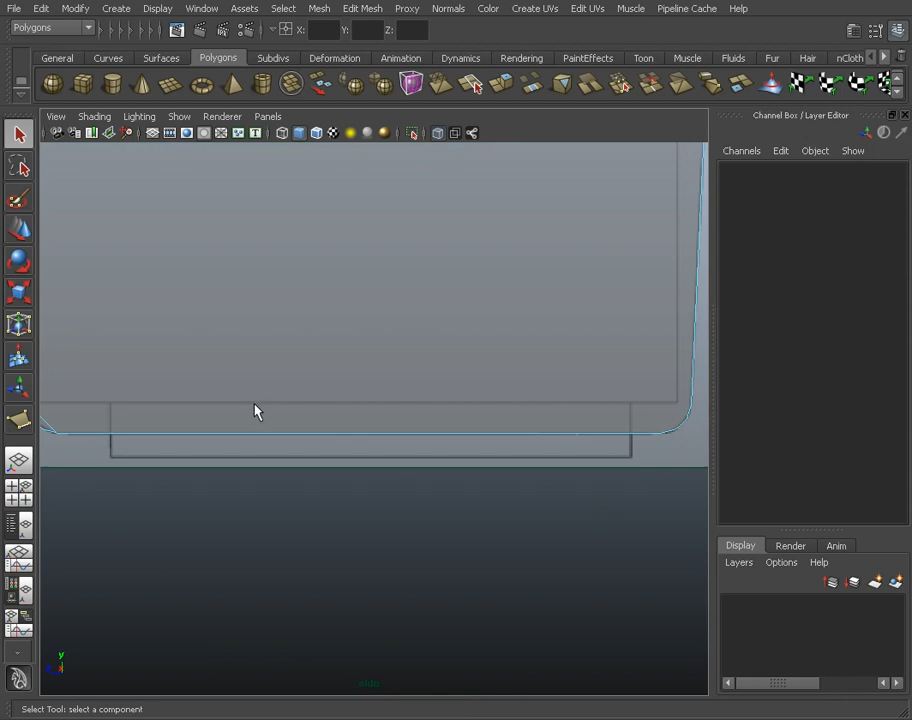 File Edit Modify Create Display Window Assets Select Mesh Edit Mesh Proxy Normals Color Create UVs Edit UVs Muscle Pipeline Cache Help
Polygons X: Y: Z:
General Curves Surfaces Polygons Subdivs Deformation Animation Dynamics Rendering PaintEffects Toon Muscle Fluids Fur Hair nCloth
View Shading Lighting Show Renderer Panels
Channel Box / Layer Editor
Channels Edit Object Show
Display Render Anim
Layers Options Help
y
side
Select Tool: select a component